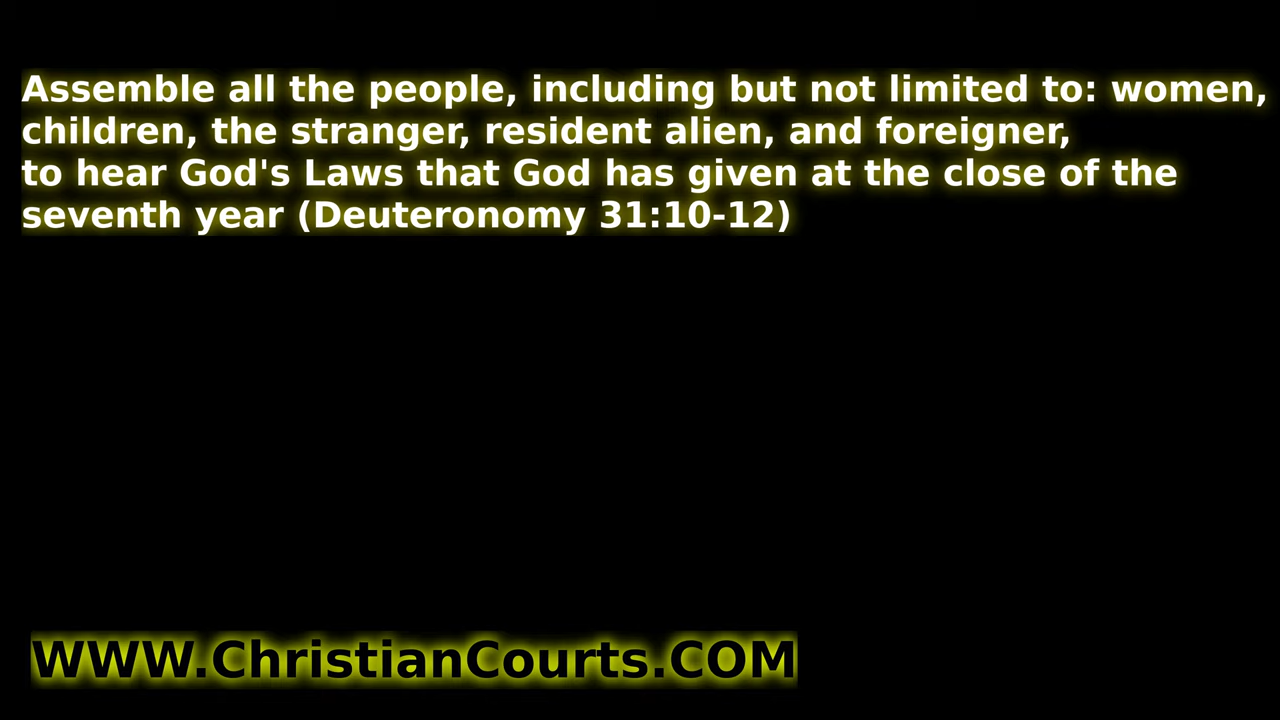 Assemble all the people, including but not limited to: women,
children, the stranger, resident alien, and foreigner,
to hear God's Laws that God has given at the close of the
seventh year (Deuteronomy 31:10-12)
WWW.ChristianCourts.COM